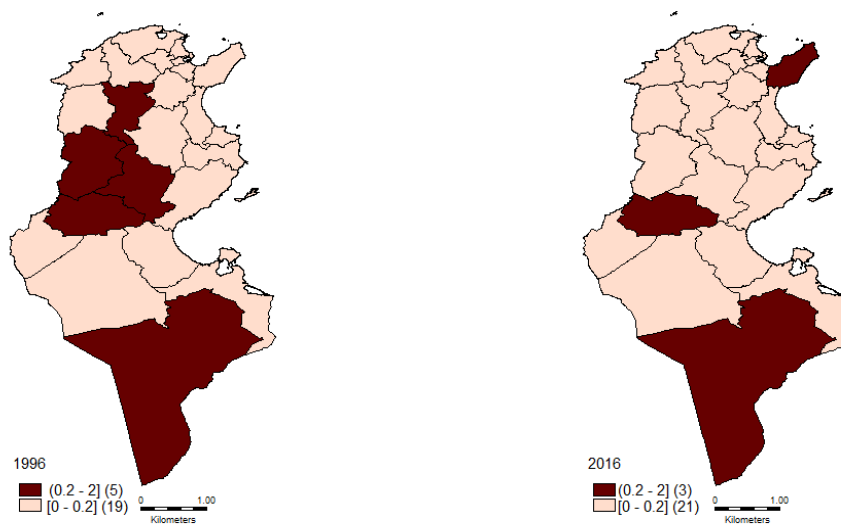 1996
(0.2 - 2] (5)
[0 - 0.2] (19)
0 1.00
Kilometers
2016
(0.2 - 2] (3)
[0 - 0.2] (21)
0 1.00
Kilometers